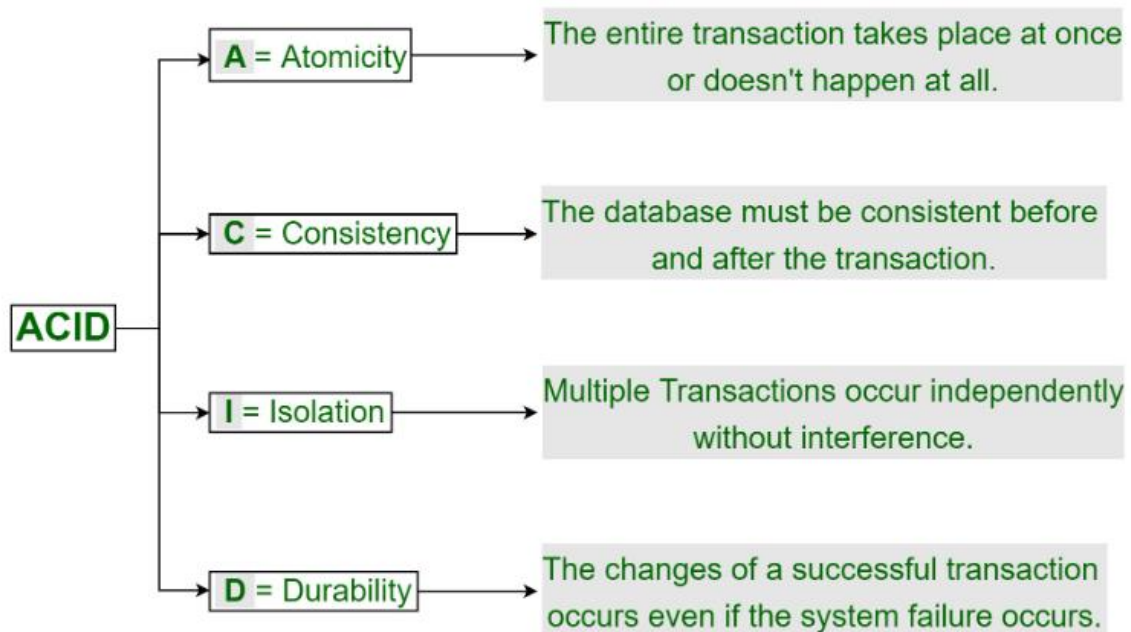 A = Atomicity
The entire transaction takes place at once
or doesn't happen at all.
C = Consistency
The database must be consistent before
and after the transaction.
ACID
I = Isolation
Multiple Transactions occur independently
without interference.
D = Durability
The changes of a successful transaction
occurs even if the system failure occurs.